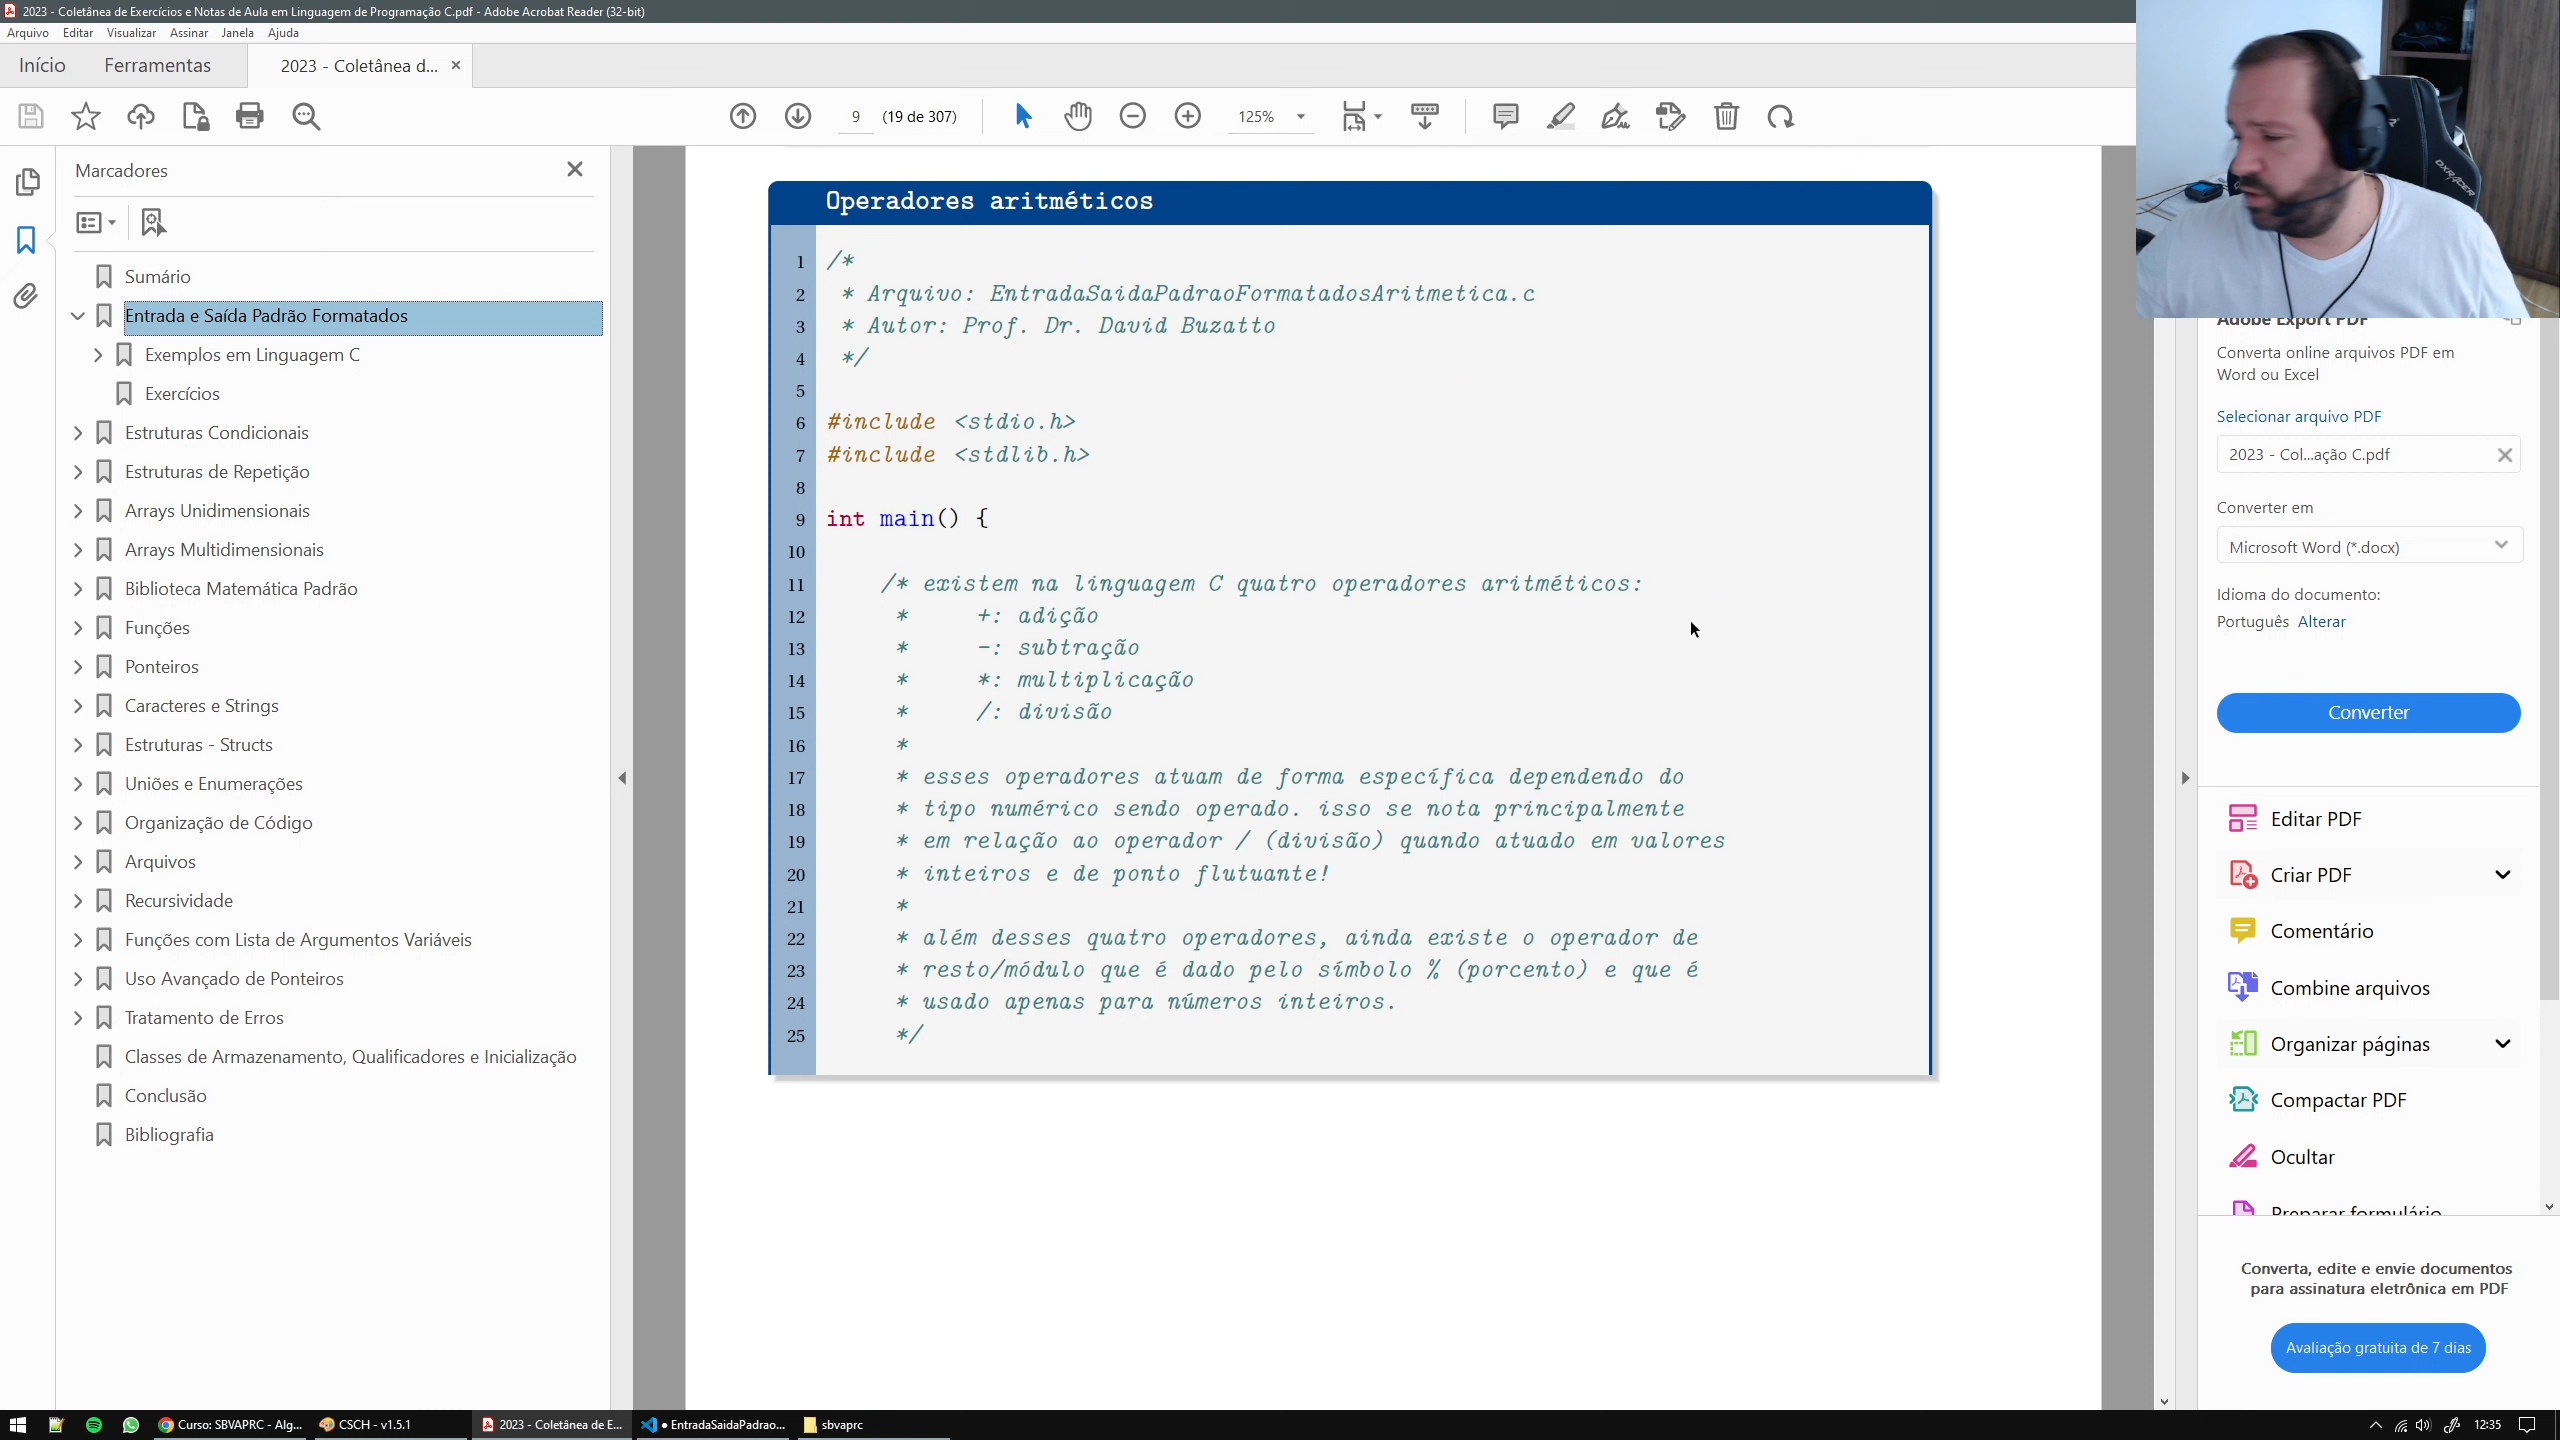 2023 - Coletânea de Exercícios e Notas de Aula em Linguagem de Programação C.pdf - Adobe Acrobat Reader (32-bit)
Arquivo Editar Visualizar Assinar Janela Ajuda
Início Ferramentas 2023 - Coletânea d...
9 (19 de 307) 125%
Marcadores
Sumário
Entrada e Saída Padrão Formatados
Exemplos em Linguagem C
Exercícios
Estruturas Condicionais
Estruturas de Repetição
Arrays Unidimensionais
Arrays Multidimensionais
Biblioteca Matemática Padrão
Funções
Ponteiros
Caracteres e Strings
Estruturas - Structs
Uniões e Enumerações
Organização de Código
Arquivos
Recursividade
Funções com Lista de Argumentos Variáveis
Uso Avançado de Ponteiros
Tratamento de Erros
Classes de Armazenamento, Qualificadores e Inicialização
Conclusão
Bibliografia
Operadores aritméticos
1 /*
2 * Arquivo: EntradaSaidaPadraoFormatadosAritmetica.c
3 * Autor: Prof. Dr. David Buzatto
4 */
5
6 #include <stdio.h>
7 #include <stdlib.h>
8
9 int main() {
10
11 /* existem na linguagem C quatro operadores aritméticos:
12 * +: adição
13 * -: subtração
14 * *: multiplicação
15 * /: divisão
16 *
17 * esses operadores atuam de forma específica dependendo do
18 * tipo numérico sendo operado. isso se nota principalmente
19 * em relação ao operador / (divisão) quando atuado em valores
20 * inteiros e de ponto flutuante!
21 *
22 * além desses quatro operadores, ainda existe o operador de
23 * resto/módulo que é dado pelo símbolo % (porcento) e que é
24 * usado apenas para números inteiros.
25 */
DXRACER
Adobe Export PDF
Converta online arquivos PDF em
Word ou Excel
Selecionar arquivo PDF
2023 - Col...ação C.pdf
Converter em
Microsoft Word (*.docx)
Idioma do documento:
Português Alterar
Converter
Editar PDF
Criar PDF
Comentário
Combine arquivos
Organizar páginas
Compactar PDF
Ocultar
Preparar formulário
Converta, edite e envie documentos
para assinatura eletrônica em PDF
Avaliação gratuita de 7 dias
Curso: SBVAPRC - Alg... CSCH - v1.5.1 2023 - Coletânea de E... ● EntradaSaidaPadrao... sbvaprc 12:35